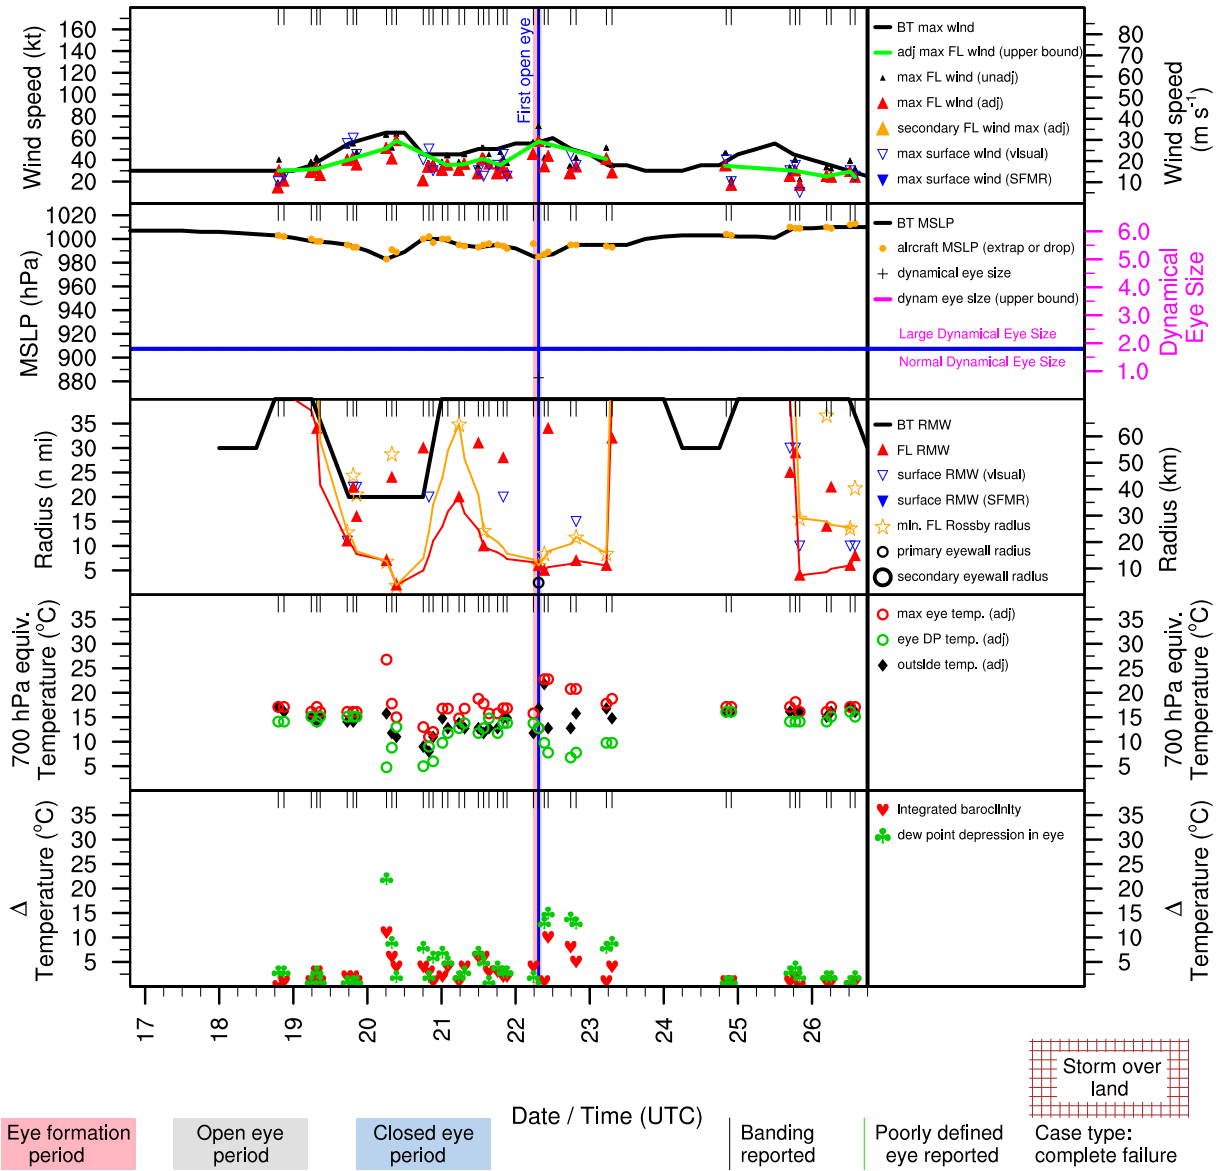 160
140
120
100
80
60
40
20
Wind speed (kt)
First open eye
BT max wind
adj max FL wind (upper bound)
max FL wind (unadj)
max FL wind (adj)
secondary FL wind max (adj)
max surface wind (visual)
max surface wind (SFMR)
80
70
60
50
40
30
20
10
Wind speed
(m s-1)
1020
1000
980
960
940
920
900
880
MSLP (hPa)
BT MSLP
aircraft MSLP (extrap or drop)
dynamical eye size
dynam eye size (upper bound)
Large Dynamical Eye Size
Normal Dynamical Eye Size
6.0
5.0
4.0
3.0
2.0
1.0
Dynamical
Eye Size
35
30
25
20
15
10
5
Radius (n mi)
BT RMW
FL RMW
surface RMW (visual)
surface RMW (SFMR)
min. FL Rossby radius
primary eyewall radius
secondary eyewall radius
60
50
40
30
20
10
Radius (km)
35
30
25
20
15
10
5
700 hPa equiv.
Temperature (°C)
max eye temp. (adj)
eye DP temp. (adj)
outside temp. (adj)
35
30
25
20
15
10
5
700 hPa equiv.
Temperature (°C)
35
30
25
20
15
10
5
Δ
Temperature (°C)
integrated baroclinity
dew point depression in eye
35
30
25
20
15
10
5
Δ
Temperature (°C)
17
18
19
20
21
22
23
24
25
26
Date / Time (UTC)
Storm over
land
Eye formation
period
Open eye
period
Closed eye
period
Banding
reported
Poorly defined
eye reported
Case type:
complete failure